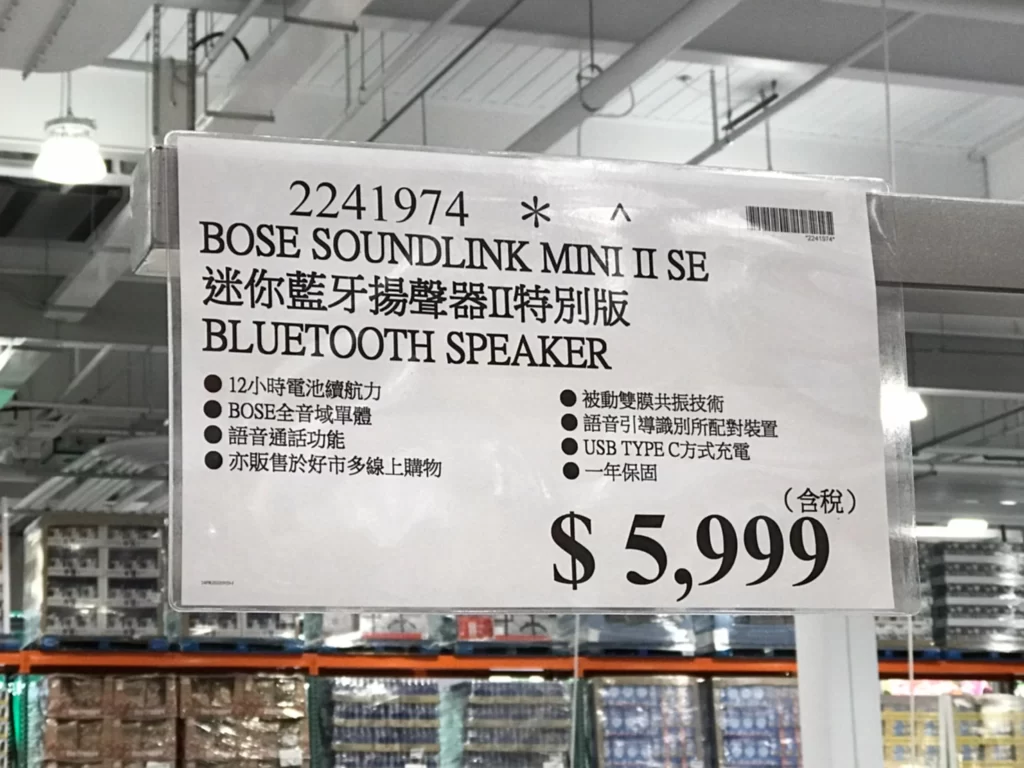 2241974 * ^
*2241974*
BOSE SOUNDLINK MINI II SE
迷你藍牙揚聲器II特別版
BLUETOOTH SPEAKER
●12小時電池續航力
●BOSE全音域單體
●語音通話功能
●亦販售於好市多線上購物
●被動雙膜共振技術
●語音引導識別所配對裝置
●USB TYPE C方式充電
●一年保固
（含稅）
$ 5,999